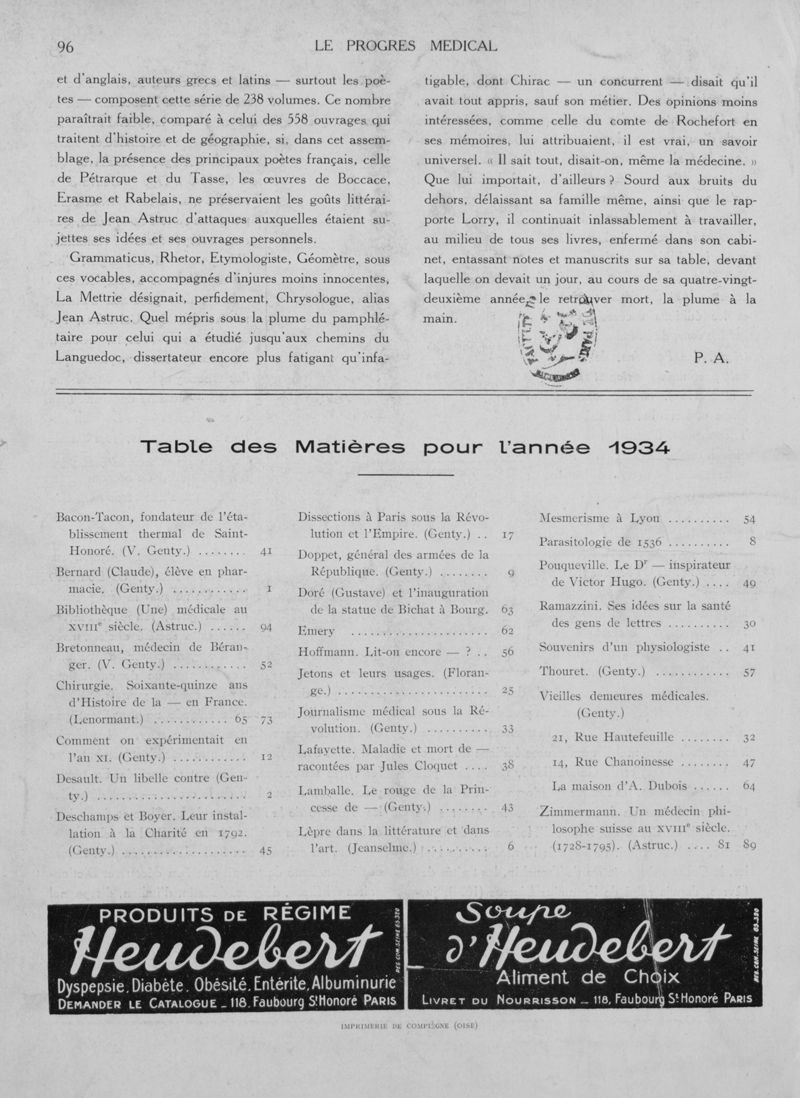 96
LE PROGRES MEDICAL
et d'anglais, auteurs grecs et latins — surtout les poè-
tes — composent cette série de 238 volumes. Ce nombre
paraîtrait faible, comparé à celui des 558 ouvrages qui
traitent d'histoire et de géographie, si, dans cet assem-
blage, la présence des principaux poètes français, celle
de Pétrarque et du Tasse, les œuvres de Boccace,
Erasme et Rabelais, ne préservaient les goûts littérai-
res de Jean Astruc d'attaques auxquelles étaient su-
jettes ses idées et ses ouvrages personnels.
Grammaticus, Rhetor, Etymologiste, Géomètre, sous
ces vocables, accompagnés d'injures moins innocentes,
La Mettrie désignait, perfidement, Chrysologue, alias
Jean Astruc. Quel mépris sous la plume du pamphlé-
taire pour celui qui a étudié jusqu'aux chemins du
Languedoc, dissertateur encore plus fatigant qu'infa-
tigable, dont Chirac — un concurrent — disait qu'il
avait tout appris, sauf son métier. Des opinions moins
intéressées, comme celle du comte de Rochefort en
ses mémoires, lui attribuaient, il est vrai, un savoir
universel. « Il sait tout, disait-on, même la médecine. »
Que lui importait, d'ailleurs ? Sourd aux bruits du
dehors, délaissant sa famille même, ainsi que le rap-
porte Lorry, il continuait inlassablement à travailler,
au milieu de tous ses livres, enfermé dans son cabi-
net, entassant notes et manuscrits sur sa table, devant
laquelle on devait un jour, au cours de sa quatre-vingt-
deuxième année, le retrouver mort, la plume à la
main.
P. A.
Table des Matières pour l'année 1934
Bacon-Tacon, fondateur de l'éta-
blissement thermal de Saint-
Honoré. (V. Genty.) ........ 41
Bernard (Claude), élève en phar-
macie. (Genty.) ............ 1
Bibliothèque (Une) médicale au
XVIIIe siècle. (Astruc.) ...... 94
Bretonneau, médecin de Béran-
ger. (V. Genty.) ............ 52
Chirurgie. Soixante-quinze ans
d'Histoire de la — en France.
(Lenormant.) ............ 65 73
Comment on expérimentait en
l'an XI. (Genty.) ............ 12
Desault. Un libelle contre (Gen-
ty.) ........................ 2
Deschamps et Boyer. Leur instal-
lation à la Charité en 1792.
(Genty.) .................... 45
Dissections à Paris sous la Révo-
lution et l'Empire. (Genty.) .. 17
Doppet, général des armées de la
République. (Genty.) ........ 9
Doré (Gustave) et l'inauguration
de la statue de Bichat à Bourg. 63
Emery ...................... 62
Hoffmann. Lit-on encore — ? .. 56
Jetons et leurs usages. (Floran-
ge.) ........................ 25
Journalisme médical sous la Ré-
volution. (Genty.) .......... 33
Lafayette. Maladie et mort de —
racontées par Jules Cloquet .... 38
Lamballe. Le rouge de la Prin-
cesse de — (Genty.) ........ 43
Lèpre dans la littérature et dans
l'art. (Jeanselme.) .......... 6
Mesmerisme à Lyon .......... 54
Parasitologie de 1536 .......... 8
Pouqueville. Le Dr — inspirateur
de Victor Hugo. (Genty.) .... 49
Ramazzini. Ses idées sur la santé
des gens de lettres .......... 30
Souvenirs d'un physiologiste .. 41
Thouret. (Genty.) ............ 57
Vieilles demeures médicales.
(Genty.)
21, Rue Hautefeuille ........ 32
14, Rue Chanoinesse ........ 47
La maison d'A. Dubois ...... 64
Zimmermann. Un médecin phi-
losophe suisse au XVIIIe siècle.
(1728-1795). (Astruc.) .... 81 89
PRODUITS DE RÉGIME
Heudebert
Dyspepsie. Diabète. Obésité. Entérite, Albuminurie
DEMANDER LE CATALOGUE _ 118. Faubourg St Honoré PARIS
REG. COM. SEINE 63.380
Soupe
d'Heudebert
Aliment de Choix
LIVRET DU NOURRISSON _ 118, Faubourg St Honoré PARIS
REG. COM. SEINE 63.380
IMPRIMERIE DE COMPIÈGNE (OISE)